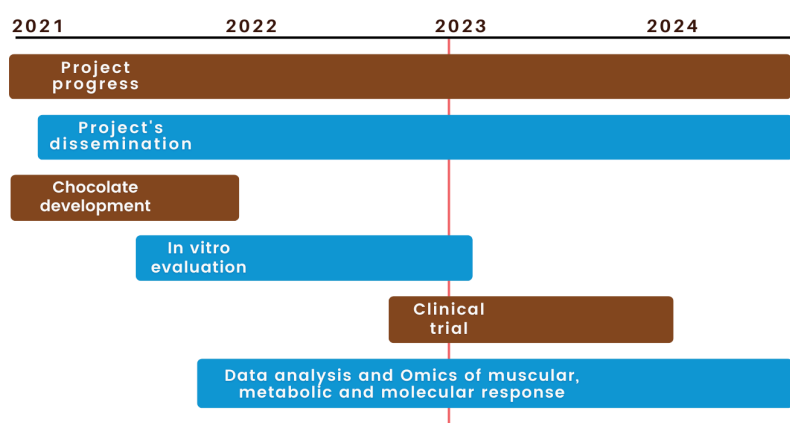 2021 2022 2023 2024
Project
progress
Project's
dissemination
Chocolate
development
In vitro
evaluation
Clinical
trial
Data analysis and Omics of muscular,
metabolic and molecular response